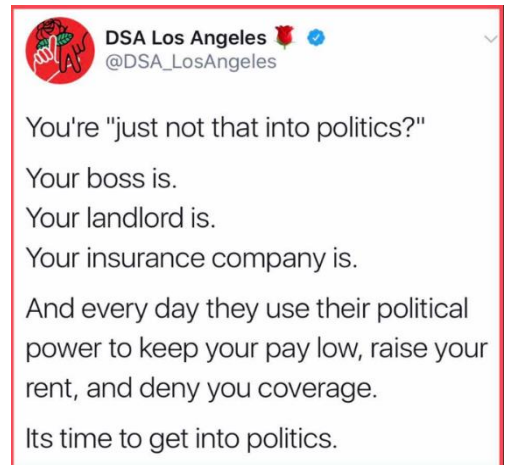 DSA Los Angeles🌹
@DSA_LosAngeles
You're "just not that into politics?"
Your boss is.
Your landlord is.
Your insurance company is.
And every day they use their political
power to keep your pay low, raise your
rent, and deny you coverage.
Its time to get into politics.